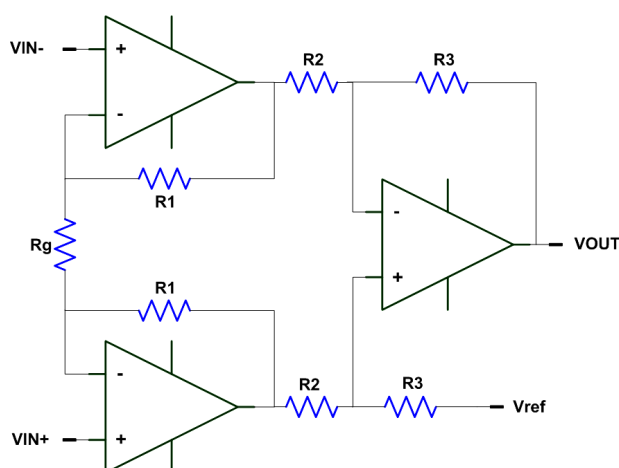 VIN-
+
-
R2
R3
R1
Rg
-
+
VOUT
R1
-
+
R2
R3
Vref
VIN+